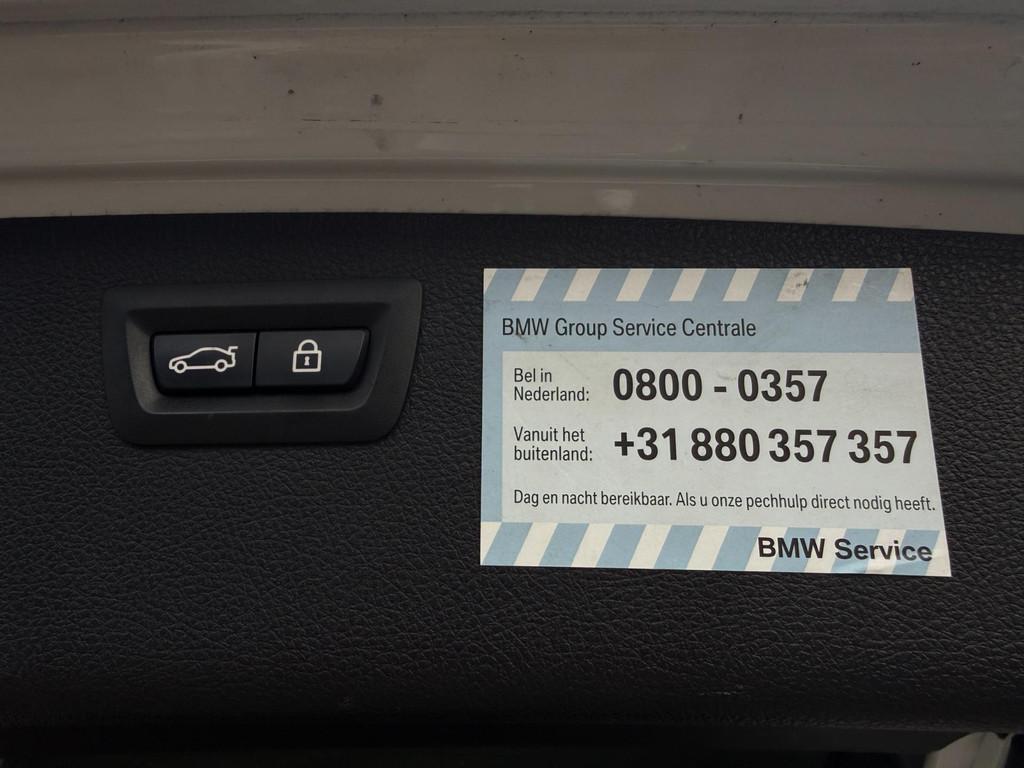 BMW Group Service Centrale
Bel in
Nederland:
0800 - 0357
Vanuit het
buitenland:
+31 880 357 357
Dag en nacht bereikbaar. Als u onze pechhulp direct nodig heeft.
BMW Service